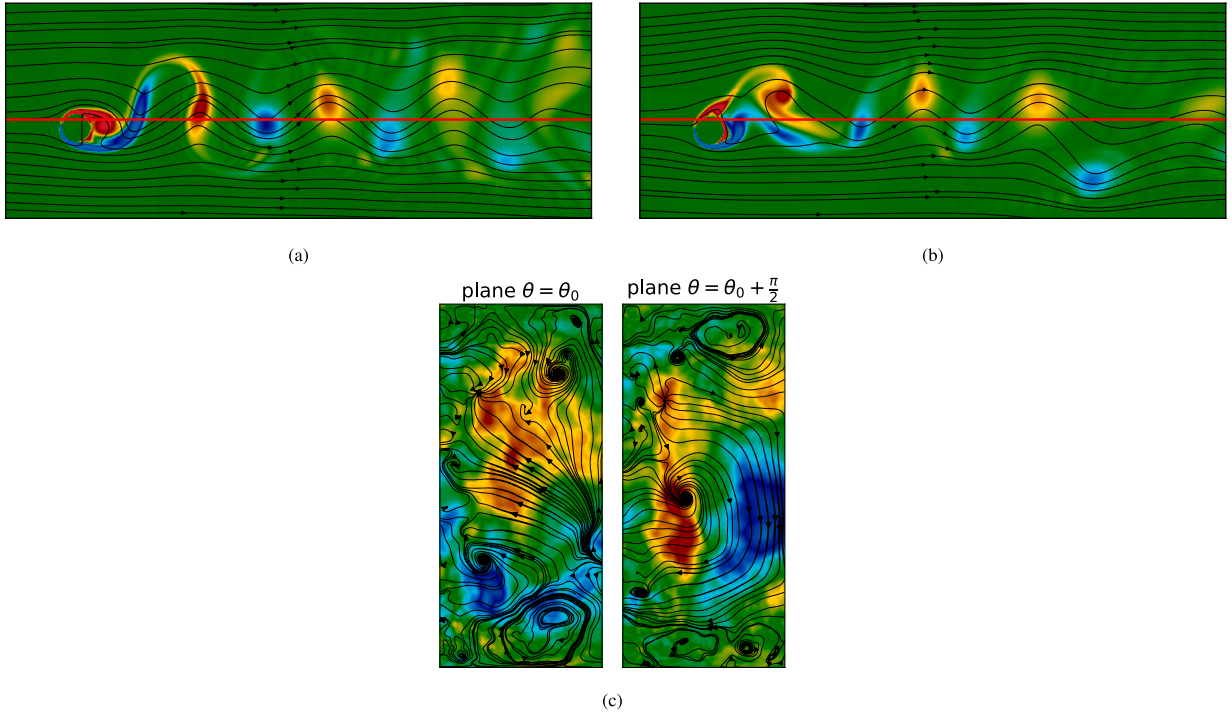 (a)
(b)
plane θ = θ₀
plane θ = θ₀ + π/2
(c)